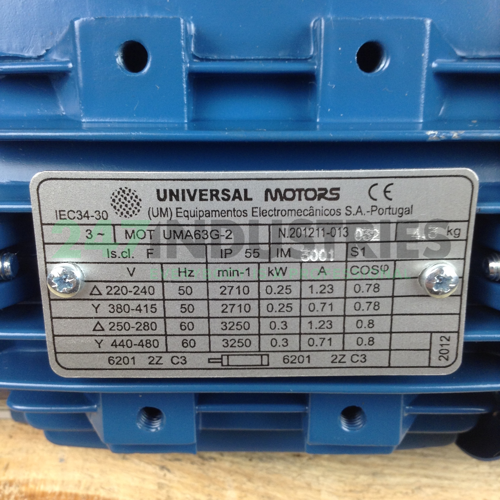 UNIVERSAL MOTORS CE
IEC34-30 (UM) Equipamentos Electromecânicos S.A.-Portugal
3~ MOT UMA63G-2 N.201211-013 kg
Is.cl. F IP 55 IM S1
V Hz min-1 kW A COSφ
Δ 220-240 50 2710 0.25 1.23 0.78
Y 380-415 50 2710 0.25 0.71 0.78
Δ 250-280 60 3250 0.3 1.23 0.8
Y 440-480 60 3250 0.3 0.71 0.8
6201 2Z C3 6201 2Z C3
2012